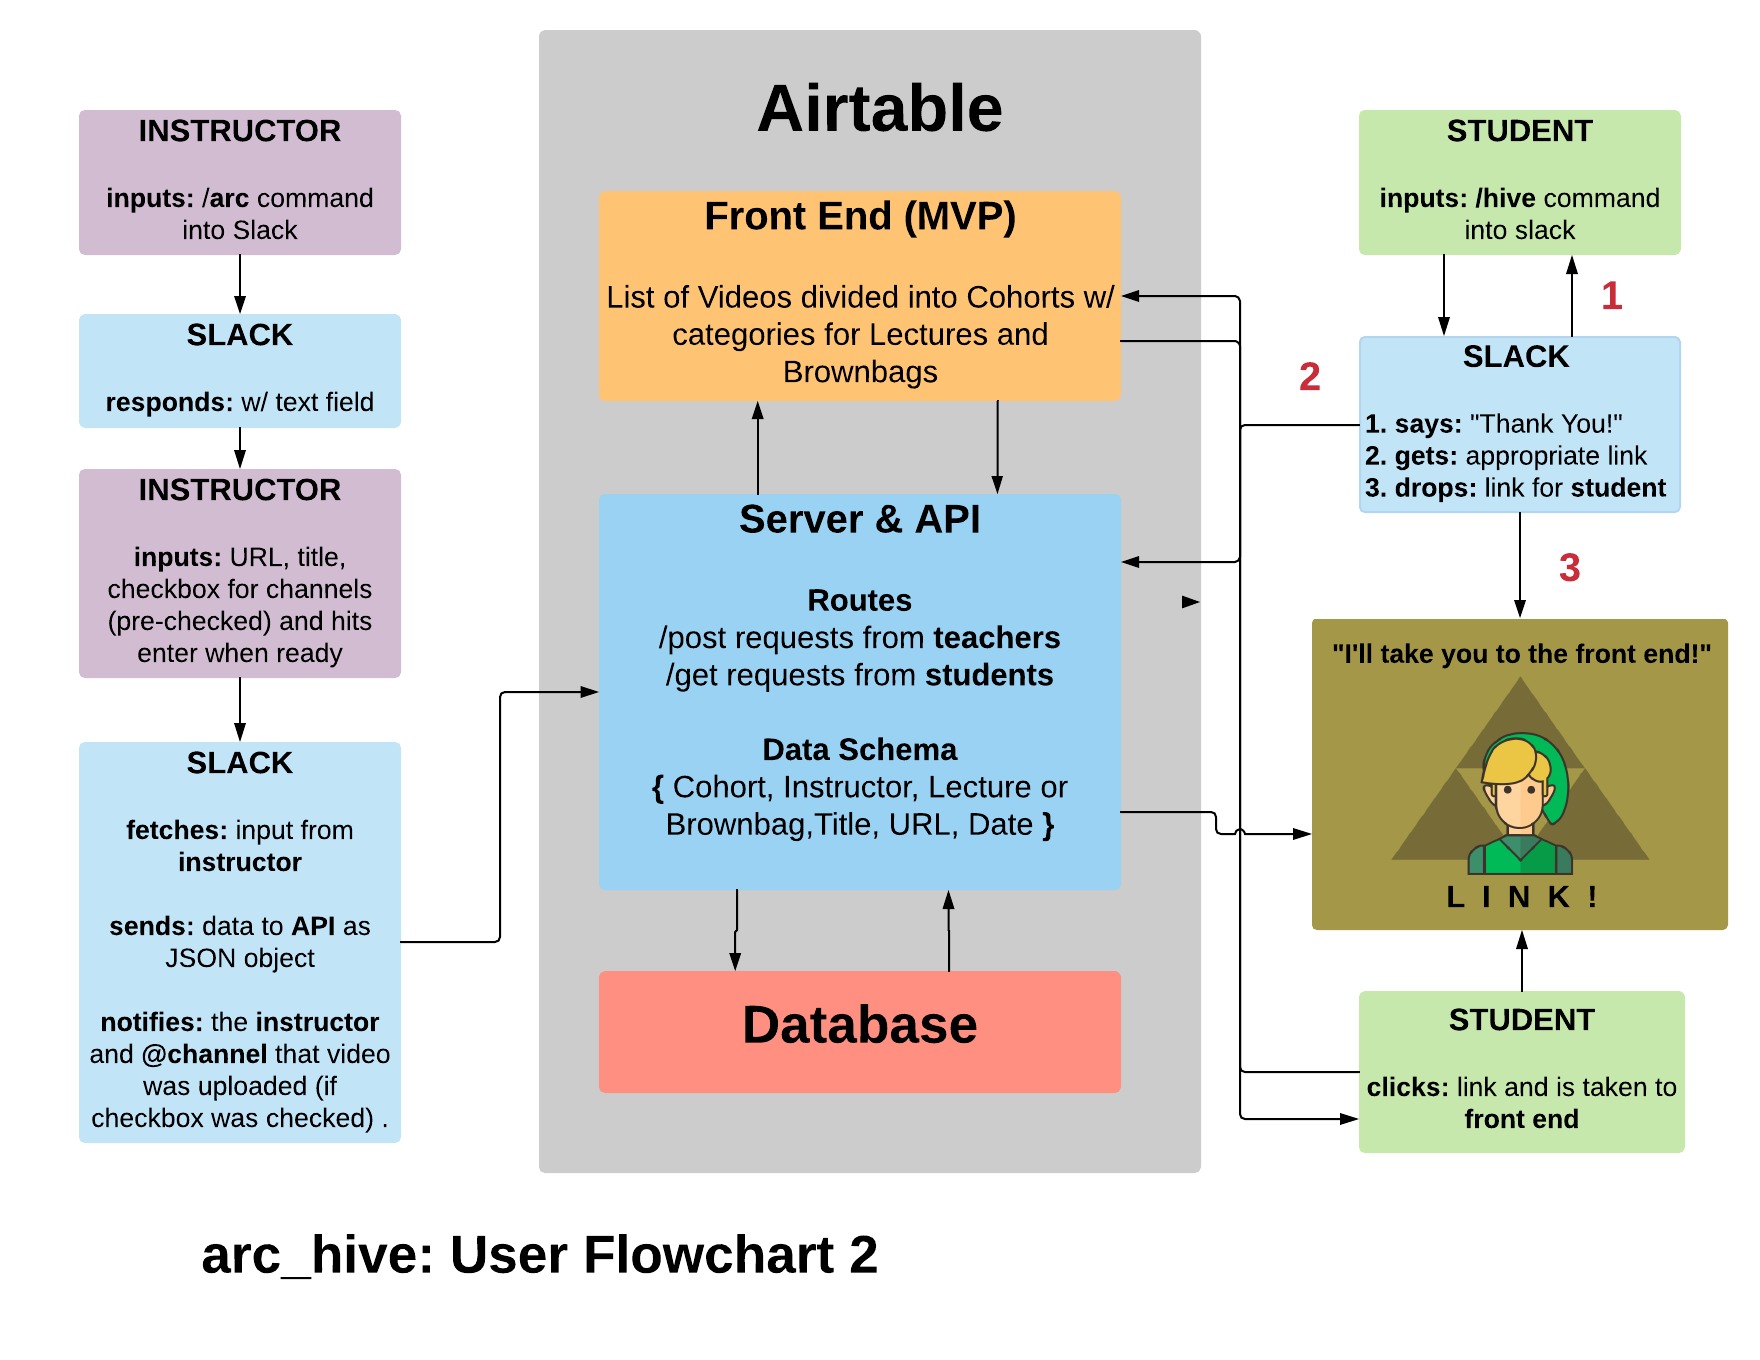 INSTRUCTOR
inputs: /arc command
into Slack
SLACK
responds: w/ text field
INSTRUCTOR
inputs: URL, title,
checkbox for channels
(pre-checked) and hits
enter when ready
SLACK
fetches: input from
instructor
sends: data to API as
JSON object
notifies: the instructor
and @channel that video
was uploaded (if
checkbox was checked) .
Airtable
Front End (MVP)
List of Videos divided into Cohorts w/
categories for Lectures and
Brownbags
Server & API
Routes
/post requests from teachers
/get requests from students
Data Schema
{ Cohort, Instructor, Lecture or
Brownbag,Title, URL, Date }
Database
STUDENT
inputs: /hive command
into slack
1
2
SLACK
1. says: "Thank You!"
2. gets: appropriate link
3. drops: link for student
3
"I'll take you to the front end!"
L I N K !
STUDENT
clicks: link and is taken to
front end
arc_hive: User Flowchart 2